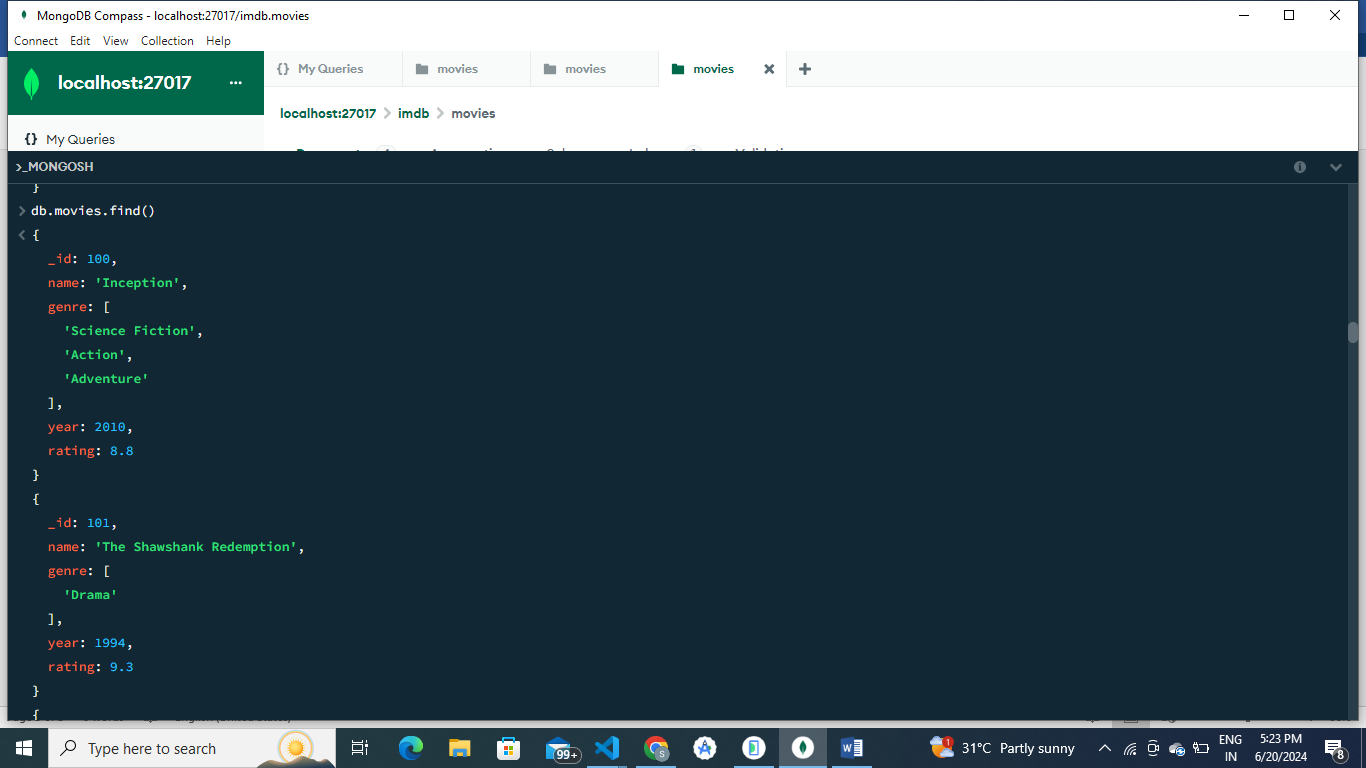 MongoDB Compass - localhost:27017/imdb.movies
Connect Edit View Collection Help
localhost:27017 ...
{} My Queries
movies
movies
movies
localhost:27017 > imdb > movies
{} My Queries
>_MONGOSH
}
> db.movies.find()
< {
_id: 100,
name: 'Inception',
genre: [
'Science Fiction',
'Action',
'Adventure'
],
year: 2010,
rating: 8.8
}
{
_id: 101,
name: 'The Shawshank Redemption',
genre: [
'Drama'
],
year: 1994,
rating: 9.3
}
{
Type here to search
99+
S
1
31°C Partly sunny
ENG
IN
5:23 PM
6/20/2024
8